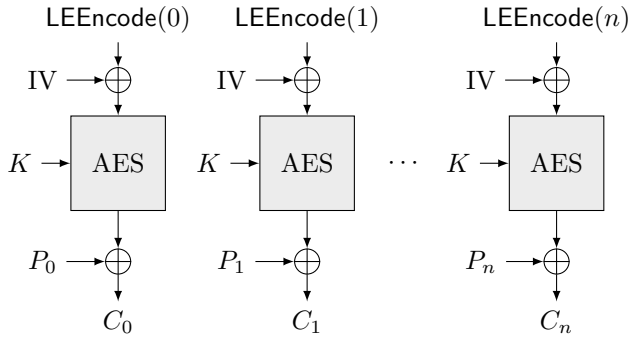 LEEncode(0) LEEncode(1) LEEncode(n)
IV IV IV
K AES K AES ··· K AES
P₀ P₁ Pₙ
C₀ C₁ Cₙ